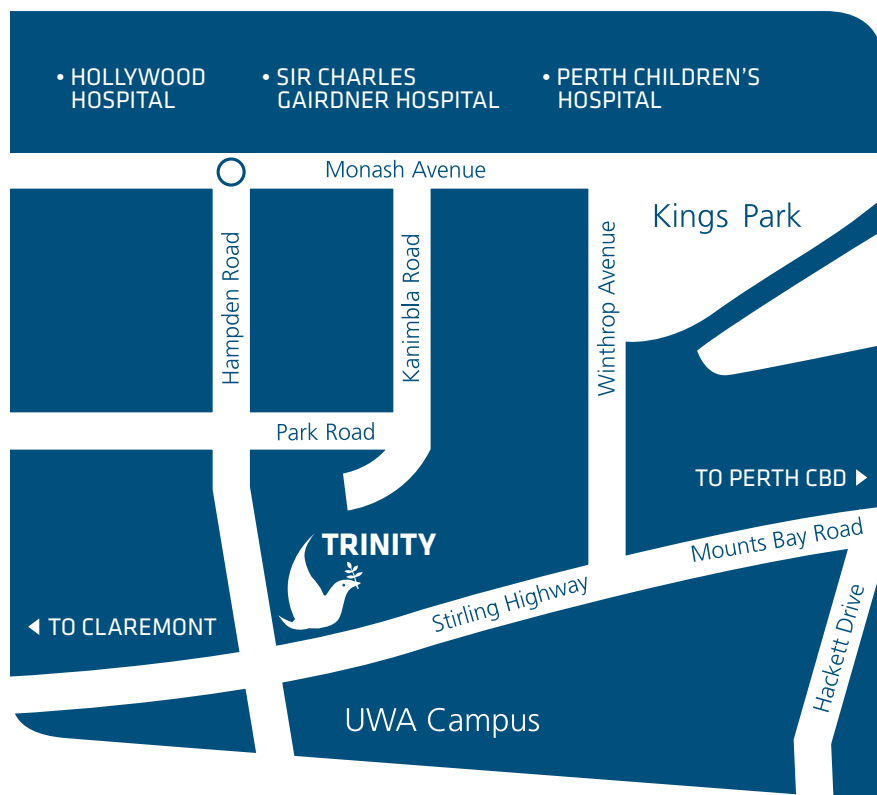 • HOLLYWOOD
HOSPITAL
• SIR CHARLES
GAIRDNER HOSPITAL
• PERTH CHILDREN'S
HOSPITAL
Monash Avenue
Kings Park
Hampden Road
Kanimbla Road
Winthrop Avenue
Park Road
TO PERTH CBD
TRINITY
Mounts Bay Road
Stirling Highway
TO CLAREMONT
Hackett Drive
UWA Campus